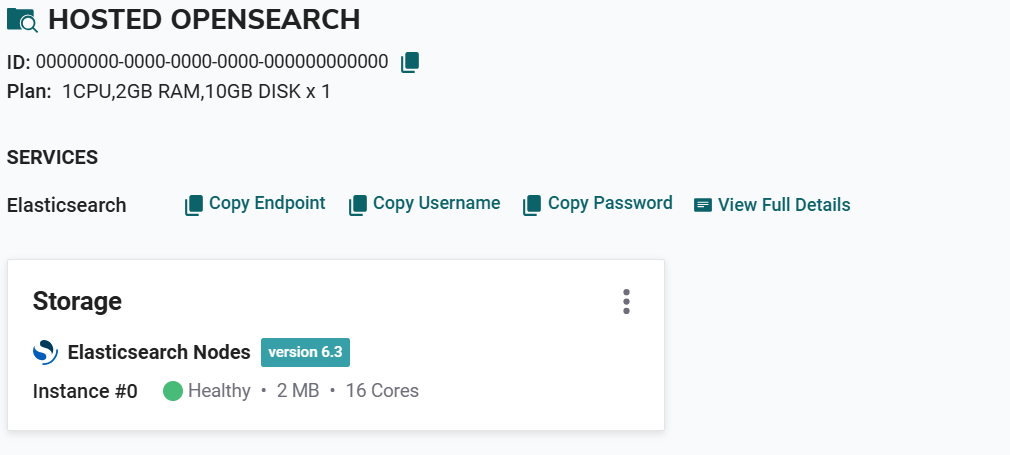 HOSTED OPENSEARCH
ID: 00000000-0000-0000-0000-000000000000
Plan: 1CPU,2GB RAM,10GB DISK x 1
SERVICES
Elasticsearch Copy Endpoint Copy Username Copy Password View Full Details
Storage
Elasticsearch Nodes version 6.3
Instance #0 Healthy • 2 MB • 16 Cores